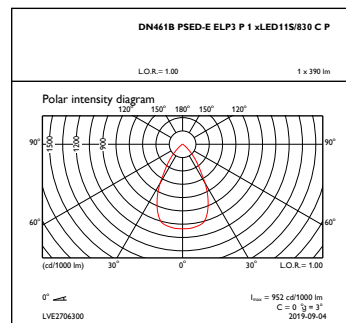 DN461B PSED-E ELP3 P 1 xLED11S/830 C P
L.O.R.= 1.00 1 x 390 lm
Polar intensity diagram
120° 150° 180° 150° 120°
90° 1500 1200 900 90°
60° 60°
(cd/1000 lm) 30° 0° 30° L.O.R.= 1.00
0° Imax = 952 cd/1000 lm
C = 0 °g = 3°
LVE2706300 2019-09-04